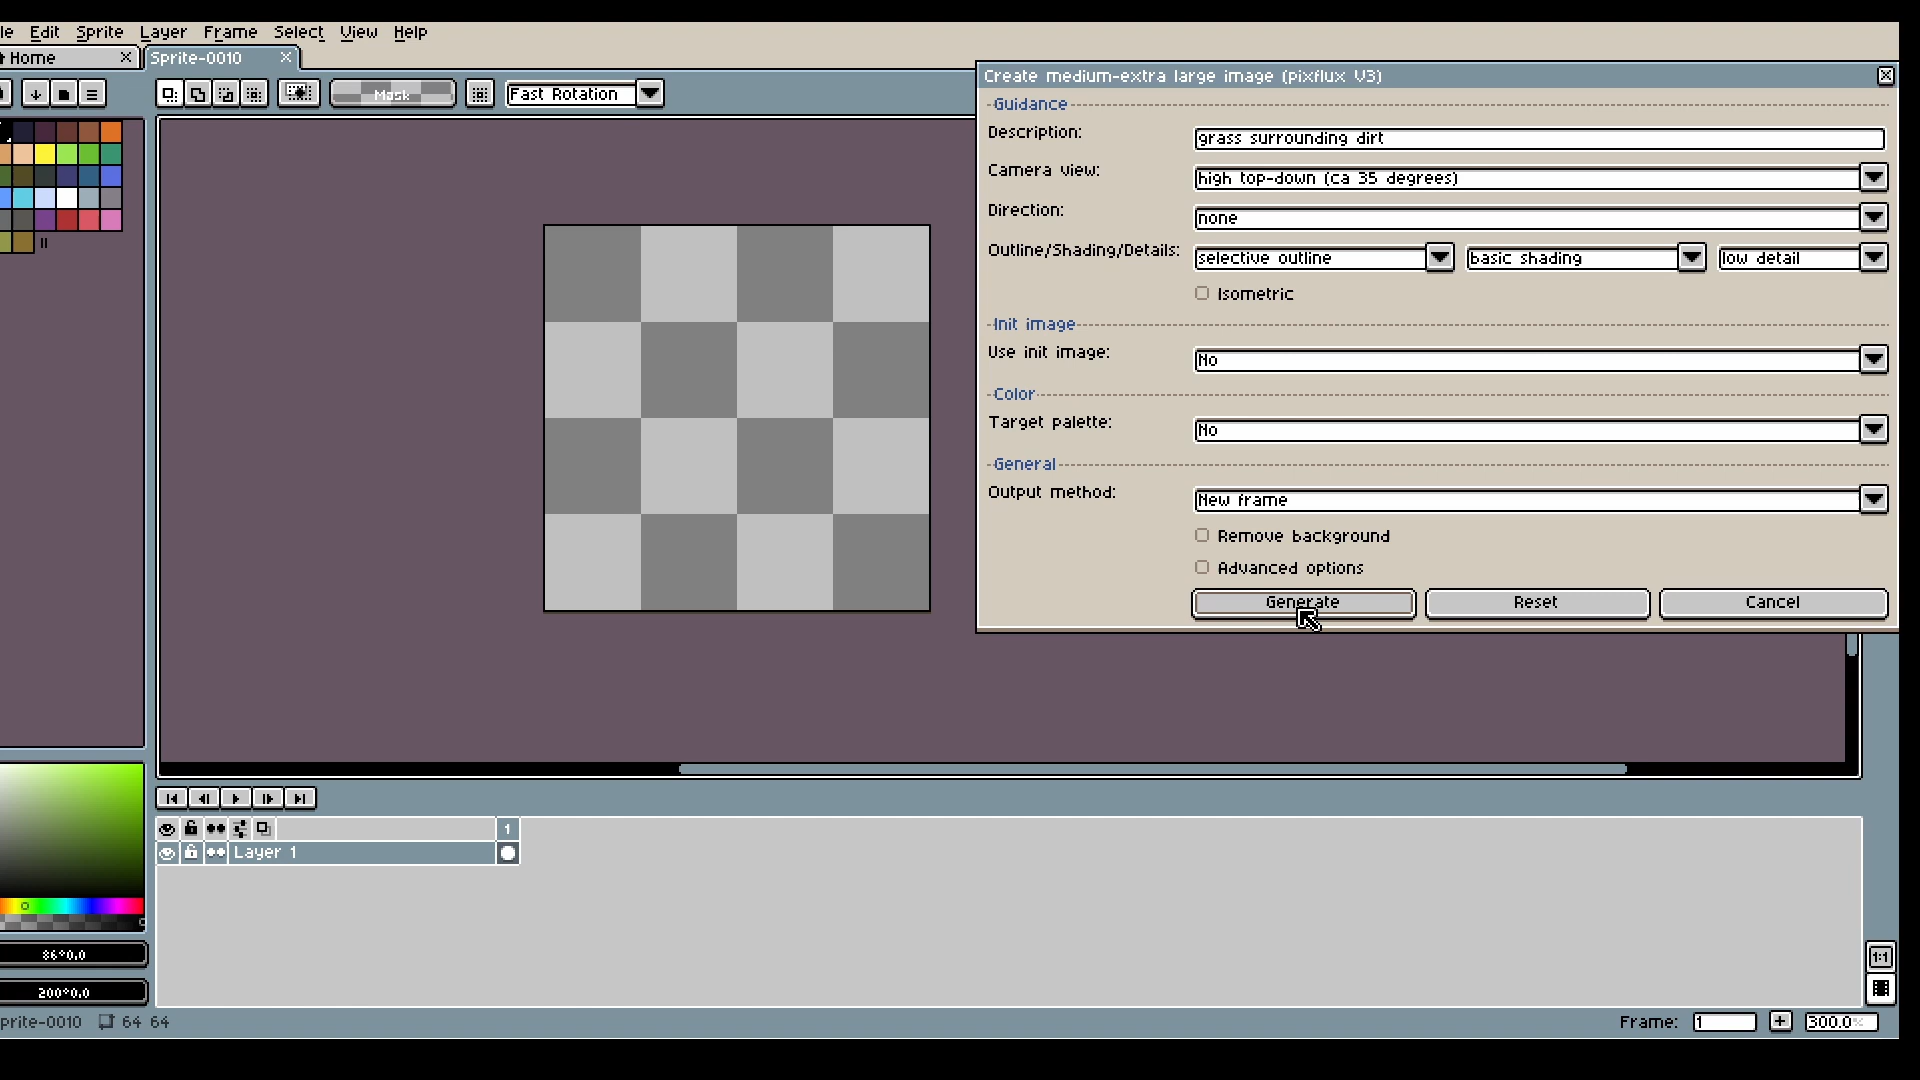 Edit Sprite Layer Frame Select View Help
Home
Sprite-0010
Mask
Fast Rotation
Create medium-extra large image (pixflux V3)
Guidance
Description:
grass surrounding dirt
Camera view:
high top-down (ca 35 degrees)
Direction:
none
Outline/Shading/Details:
selective outline
basic shading
low detail
Isometric
Init image
Use init image:
No
Color
Target palette:
No
General
Output method:
New frame
Remove background
Advanced options
Generate
Reset
Cancel
1
Layer 1
1:1
prite-0010 64 64
Frame:
1
+
300.0